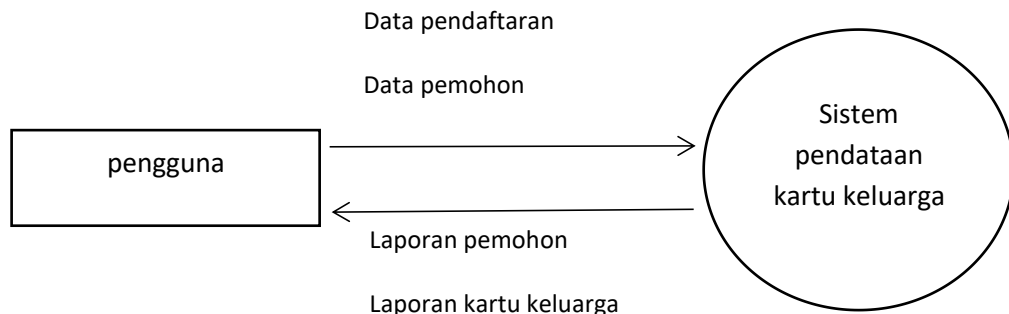 Data pendaftaran
Data pemohon
pengguna
Sistem
pendataan
kartu keluarga
Laporan pemohon
Laporan kartu keluarga